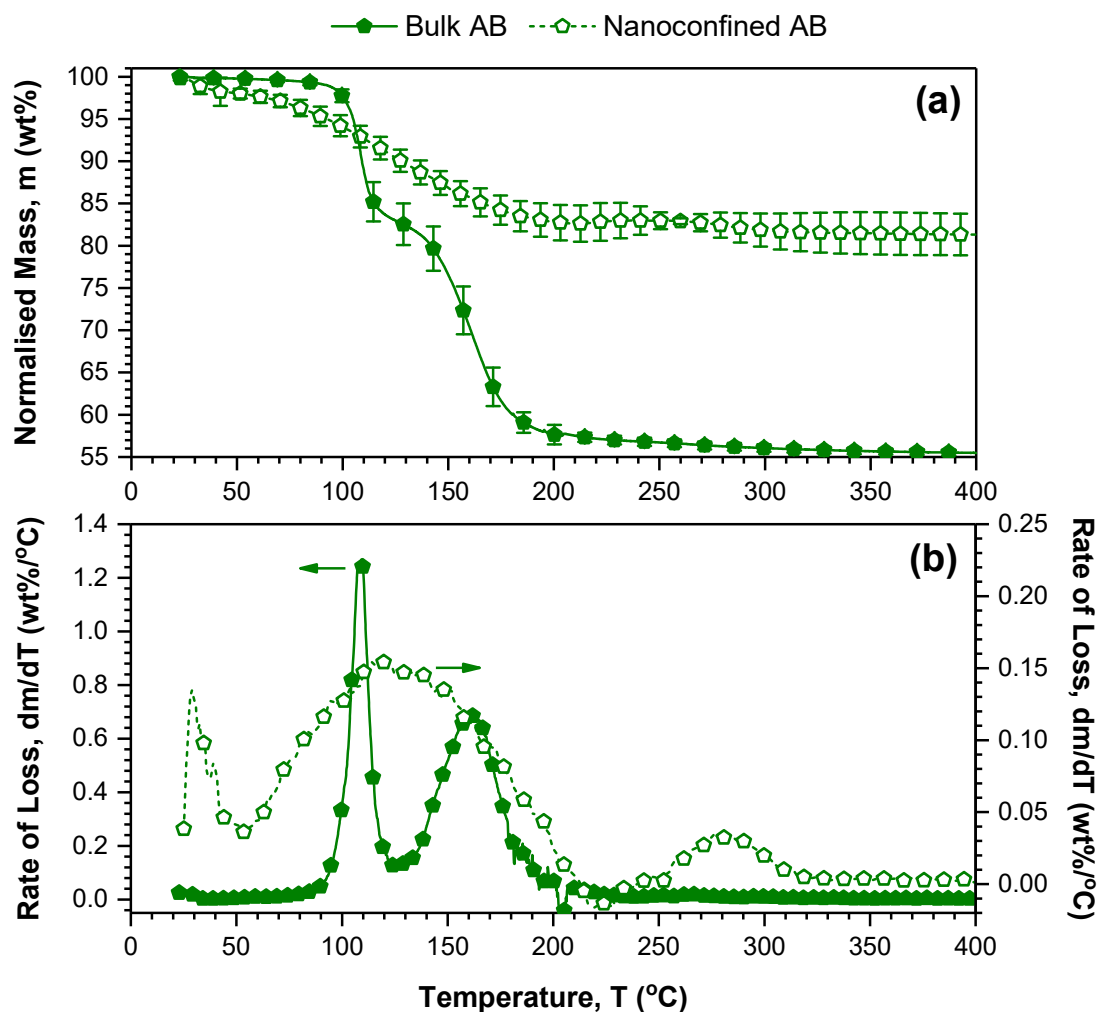 Bulk AB Nanoconfined AB
(a)
Normalised Mass, m (wt%)
100
95
90
85
80
75
70
65
60
55
0 50 100 150 200 250 300 350 400
(b)
Rate of Loss, dm/dT (wt%/°C)
1.4
1.2
1.0
0.8
0.6
0.4
0.2
0.0
Rate of Loss, dm/dT (wt%/°C)
0.25
0.20
0.15
0.10
0.05
0.00
0 50 100 150 200 250 300 350 400
Temperature, T (°C)